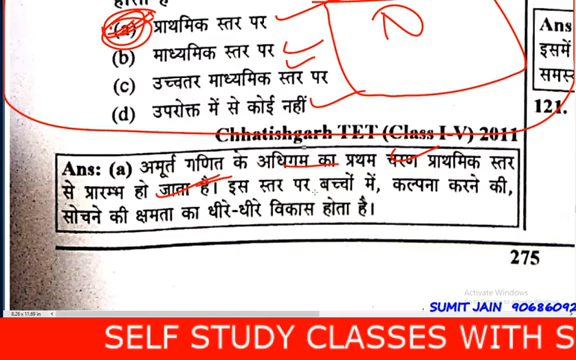 (a) प्राथमिक स्तर पर
(b) माध्यमिक स्तर पर
(c) उच्चतर माध्यमिक स्तर पर
(d) उपरोक्त में से कोई नहीं
Chhatishgarh TET (Class I-V) 2011
Ans: (a) अमूर्त गणित के अधिगम का प्रथम चरण प्राथमिक स्तर
से प्रारम्भ हो जाता है। इस स्तर पर बच्चों में, कल्पना करने की,
सोचने की क्षमता का धीरे-धीरे विकास होता है।
275
Ans
इसमें
121.
Activate Windows
SUMIT JAIN 90686092
SELF STUDY CLASSES WITH S